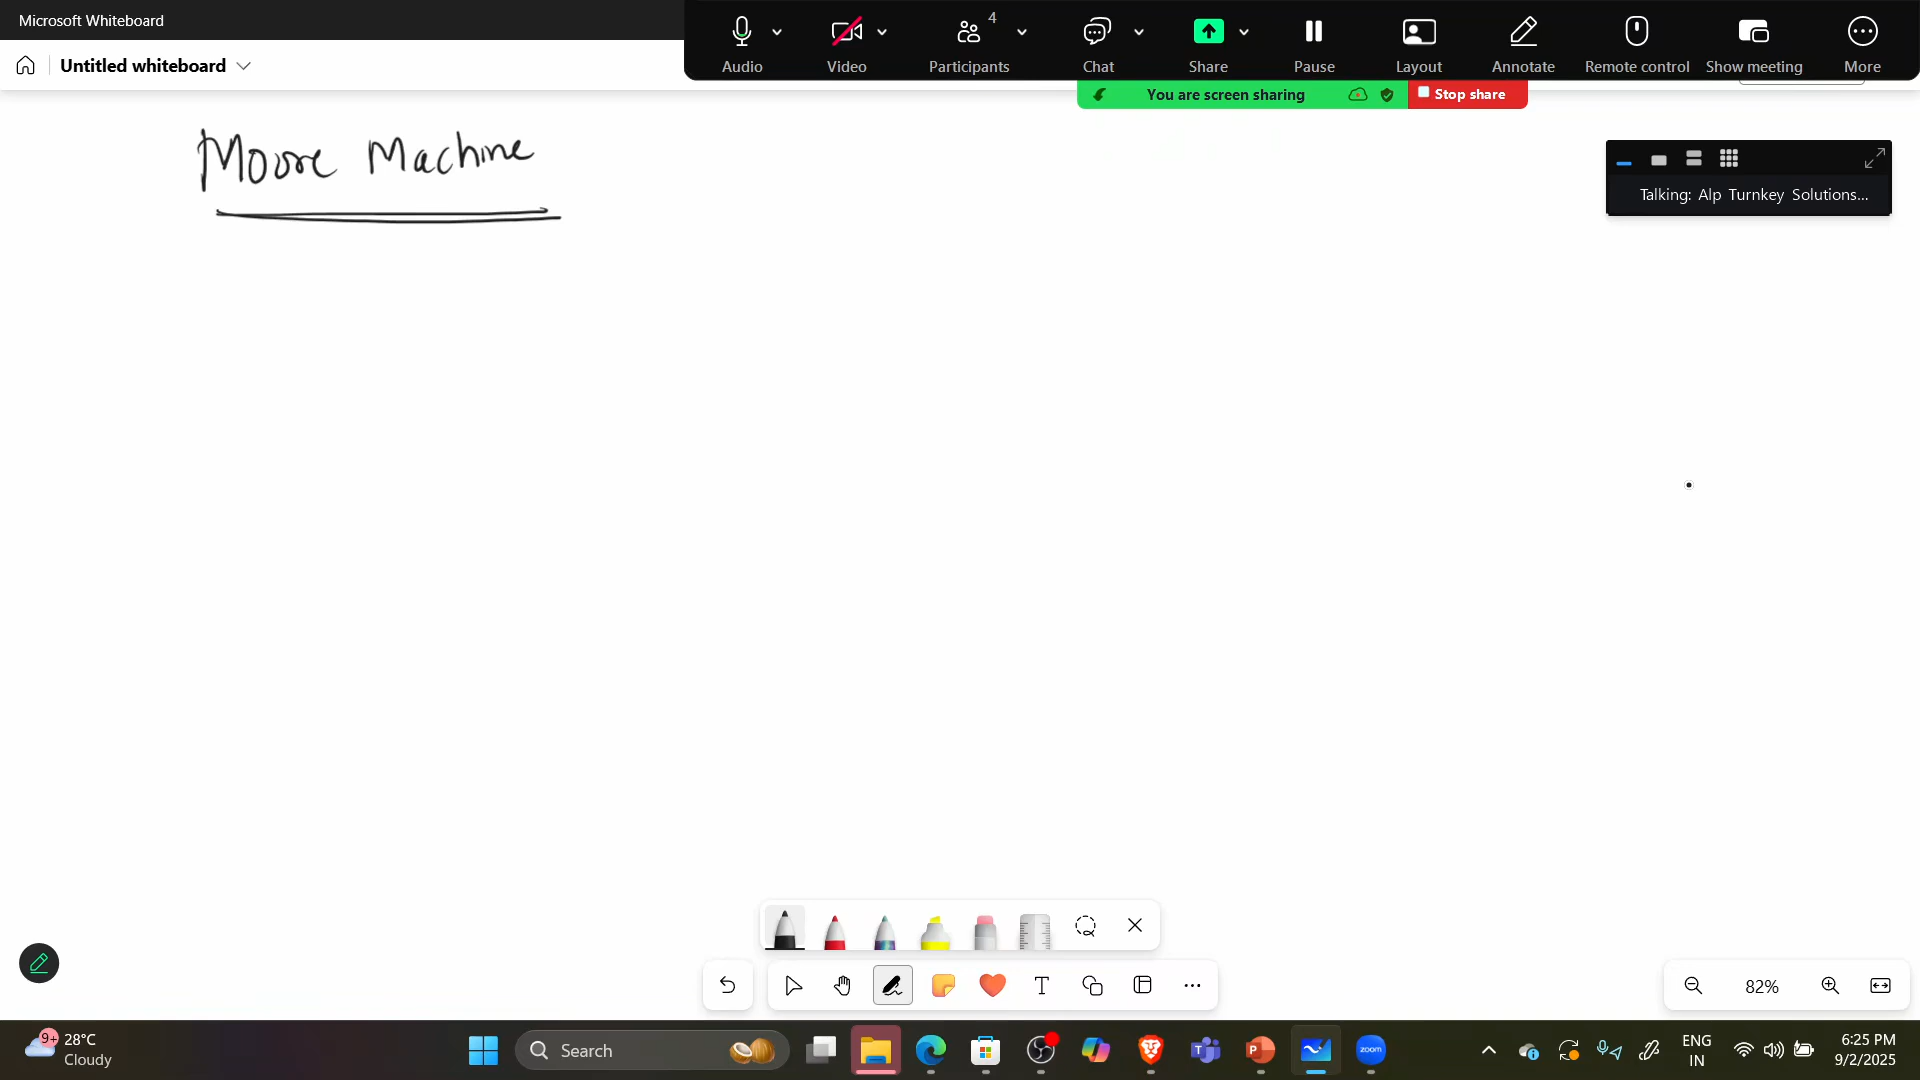 Microsoft Whiteboard
Untitled whiteboard
Audio
Video
4
Participants
Chat
Share
Pause
Layout
Annotate
Remote control
Show meeting
More
You are screen sharing
Stop share
Moore Machine
Talking: Alp Turnkey Solutions...
82%
9+
28°C
Cloudy
Search
zoom
ENG
IN
6:25 PM
9/2/2025